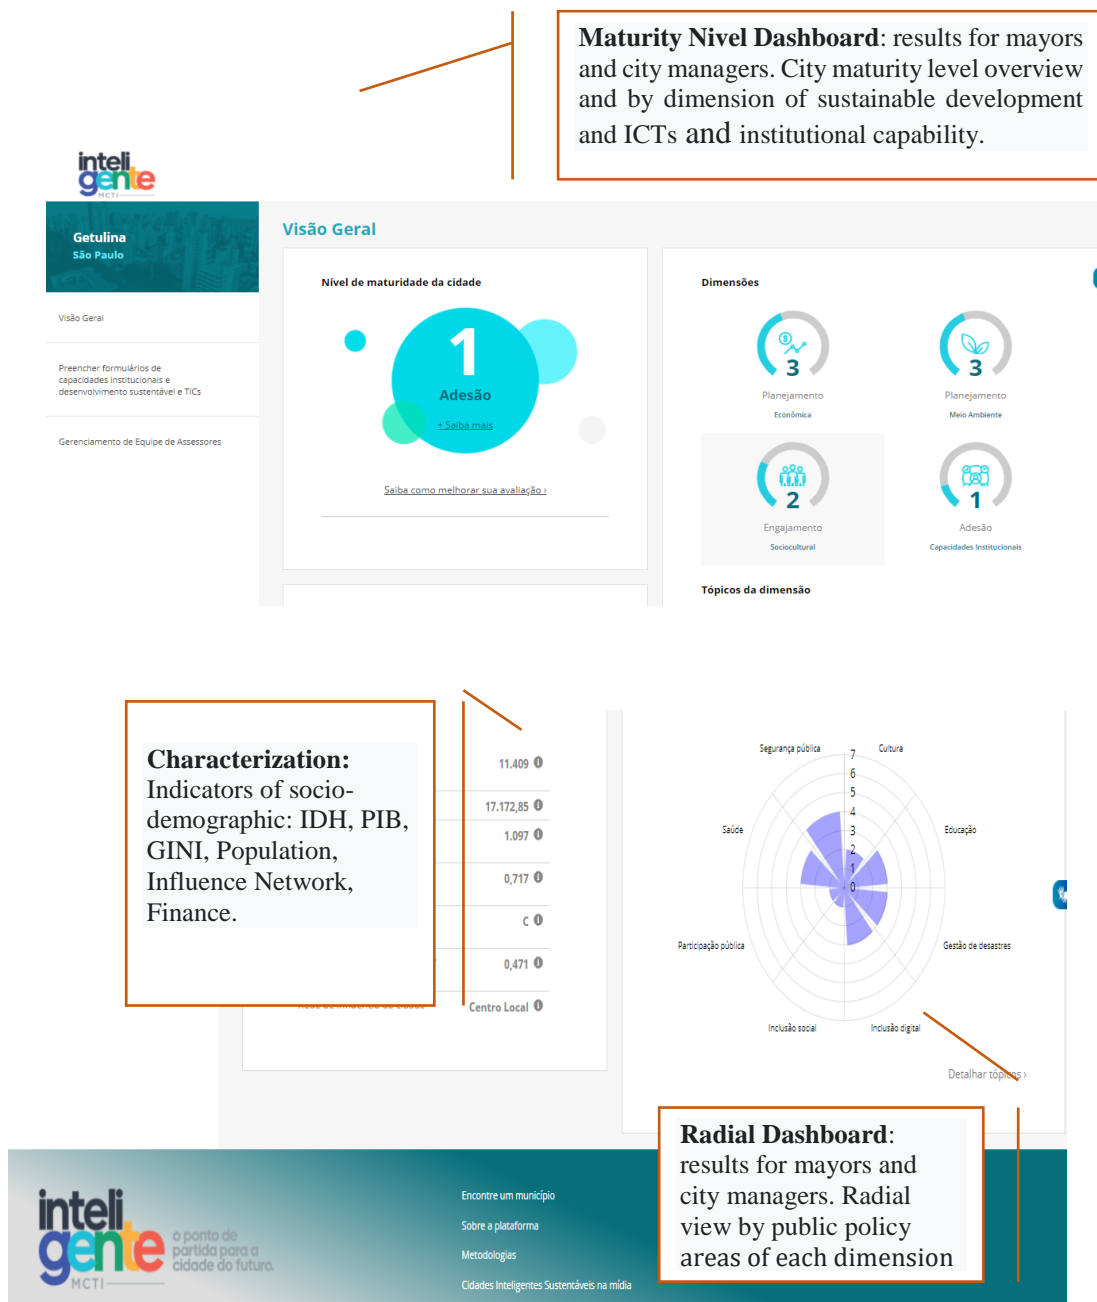 Maturity Nivel Dashboard: results for mayors
and city managers. City maturity level overview
and by dimension of sustainable development
and ICTs and institutional capability.
inteli
gente
MCTI
Getulina
São Paulo
Visão Geral
Preencher formulários de
capacidades institucionais e
desenvolvimento sustentável e TICs
Gerenciamento de Equipe de Assessores
Visão Geral
Nível de maturidade da cidade
1
Adesão
+ Saiba mais
Saiba como melhorar sua avaliação ›
Dimensões
3
Planejamento
Econômica
3
Planejamento
Meio Ambiente
2
Engajamento
Sociocultural
1
Adesão
Capacidades Institucionais
Tópicos da dimensão
Characterization:
Indicators of socio-
demographic: IDH, PIB,
GINI, Population,
Influence Network,
Finance.
11.409
17.172,85
1.097
0,717
C
0,471
Centro Local
Segurança pública
Cultura
Saúde
Educação
Participação pública
Gestão de desastres
Inclusão social
Inclusão digital
7
6
5
4
3
2
1
0
Detalhar tópicos ›
Radial Dashboard:
results for mayors and
city managers. Radial
view by public policy
areas of each dimension
inteli
gente
MCTI
o ponto de
partida para a
cidade do futuro.
Encontre um município
Sobre a plataforma
Metodologias
Cidades Inteligentes Sustentáveis na mídia